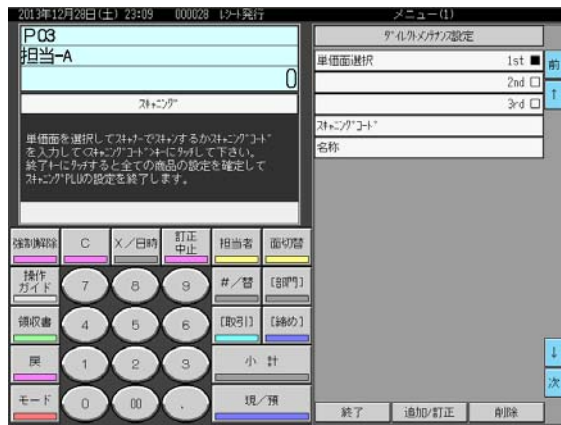 2013年12月28日(土) 23:09 000028 ﾚｼｰﾄ発行 メニュー(1)
P03
担当-A
0
ｽｷｬﾆﾝｸﾞ
単価面を選択してｽｷｬﾅｰでｽｷｬﾝするかｽｷｬﾆﾝｸﾞｺｰﾄﾞ
を入力して<ｽｷｬﾆﾝｸﾞｺｰﾄﾞ>ｷｰにﾀｯﾁして下さい。
終了ｷｰにﾀｯﾁすると全ての商品の設定を確定して
ｽｷｬﾆﾝｸﾞPLUの設定を終了します。
ﾀﾞｲﾚｸﾄﾒﾝﾃﾅﾝｽ設定
単価面選択 1st ■
2nd □
3rd □
ｽｷｬﾆﾝｸﾞｺｰﾄﾞ
名称
前
↑
↓
次
強制解除 C X／日時 訂正中止 担当者 面切替
操作ガイド 7 8 9 #／替 [部門]
領収書 4 5 6 [取引] [締め]
戻 1 2 3 小計
モード 0 00 . 現／預
終了 追加/訂正 削除